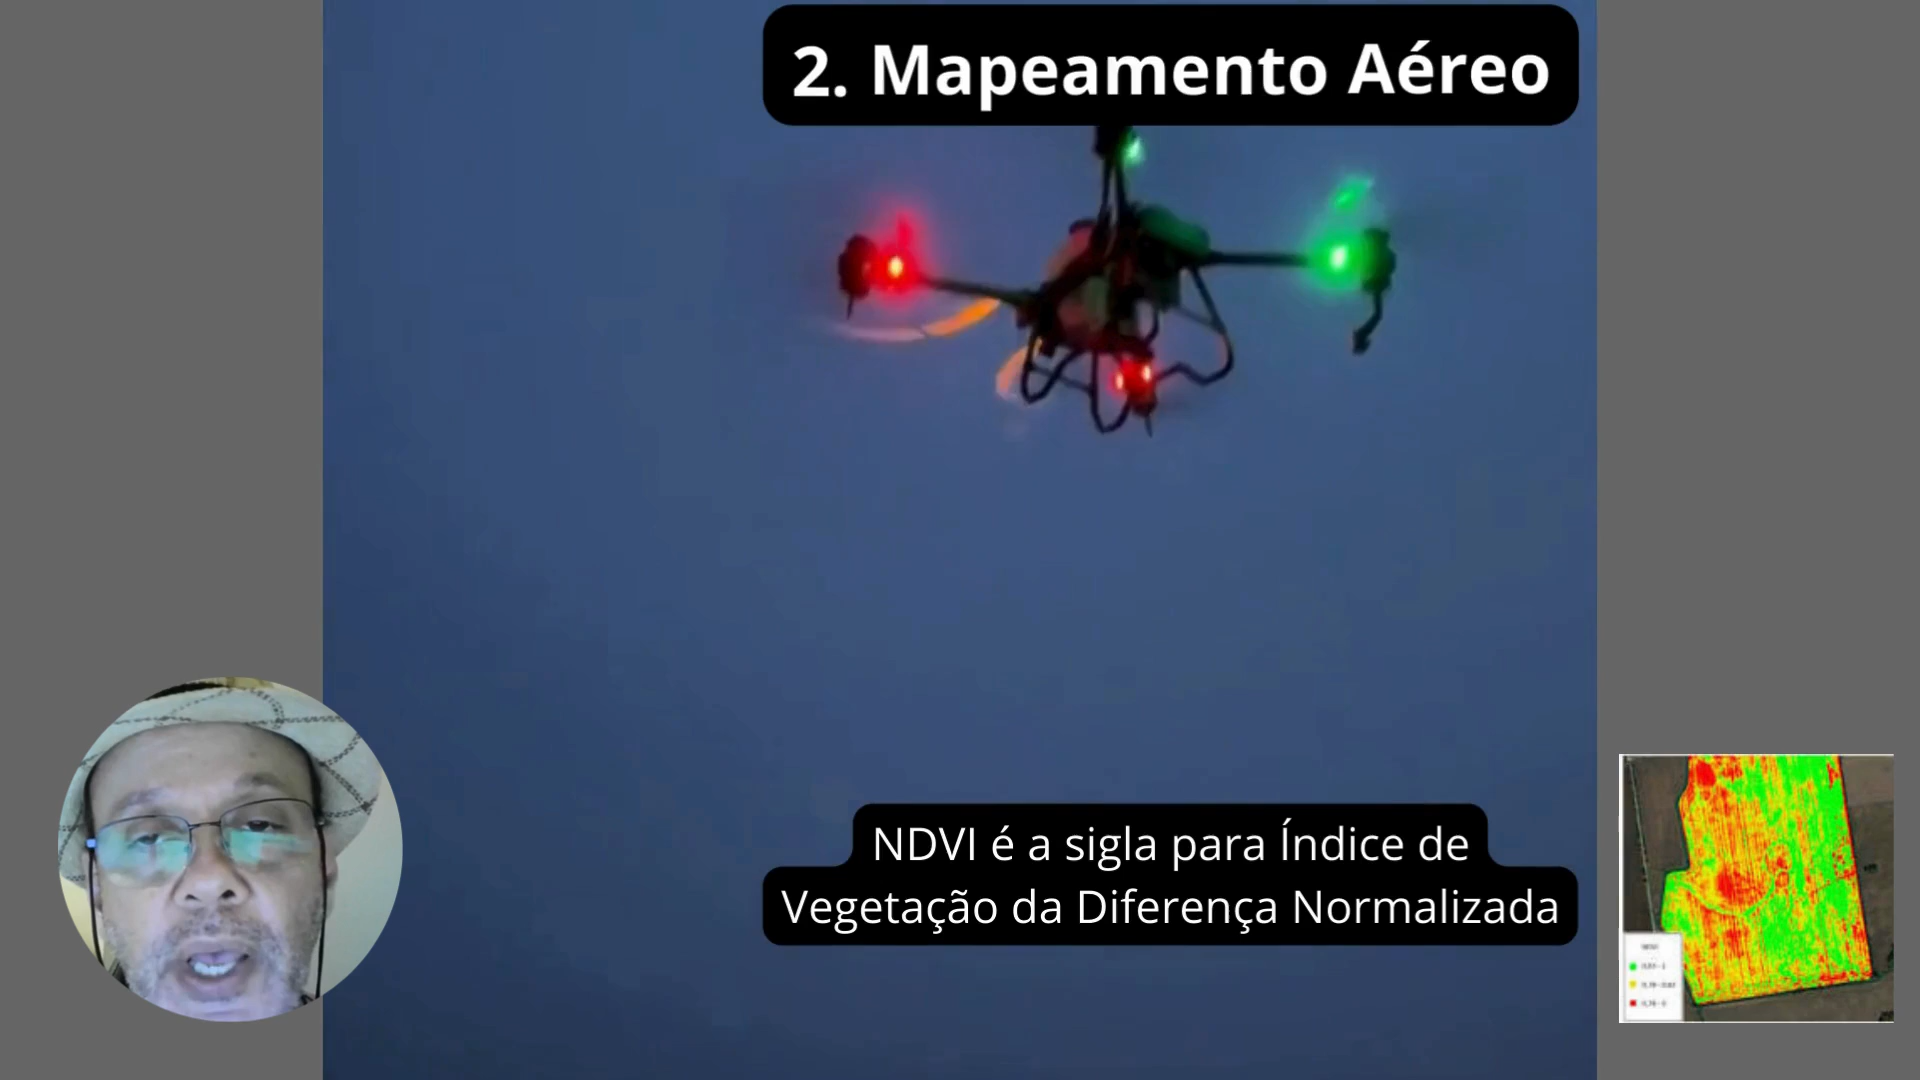 2. Mapeamento Aéreo
NDVI é a sigla para Índice de
Vegetação da Diferença Normalizada